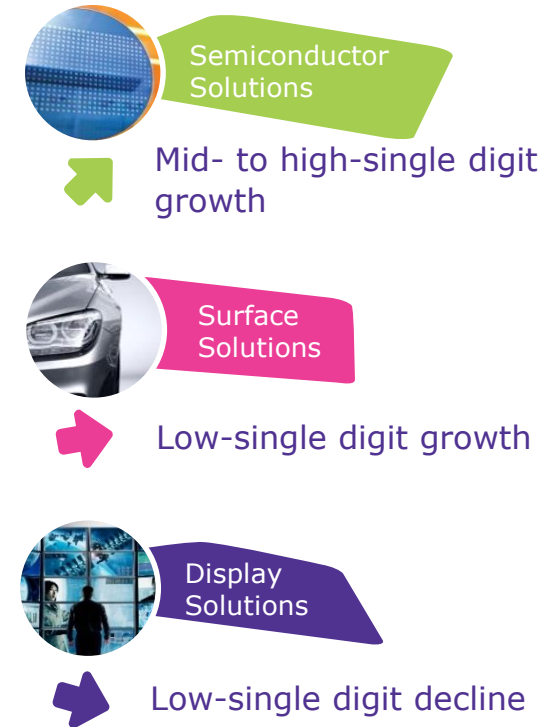 Semiconductor
Solutions
Mid- to high-single digit
growth
Surface
Solutions
Low-single digit growth
Display
Solutions
Low-single digit decline